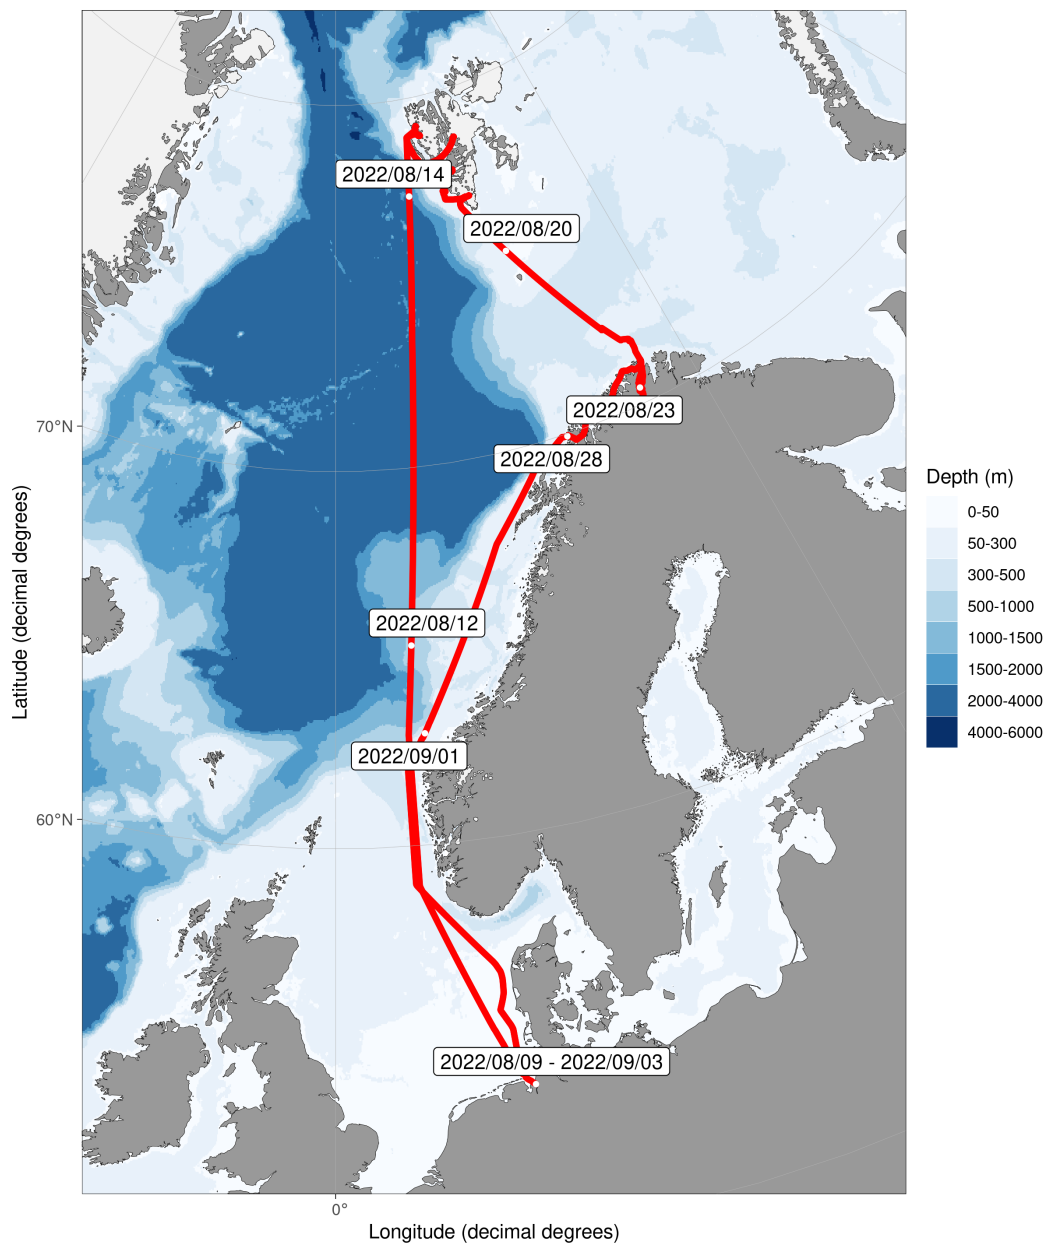 2022/08/14
2022/08/20
2022/08/23
70°N
2022/08/28
Depth (m)
0-50
50-300
300-500
500-1000
1000-1500
1500-2000
2000-4000
4000-6000
Latitude (decimal degrees)
2022/08/12
2022/09/01
60°N
2022/08/09 - 2022/09/03
0°
Longitude (decimal degrees)